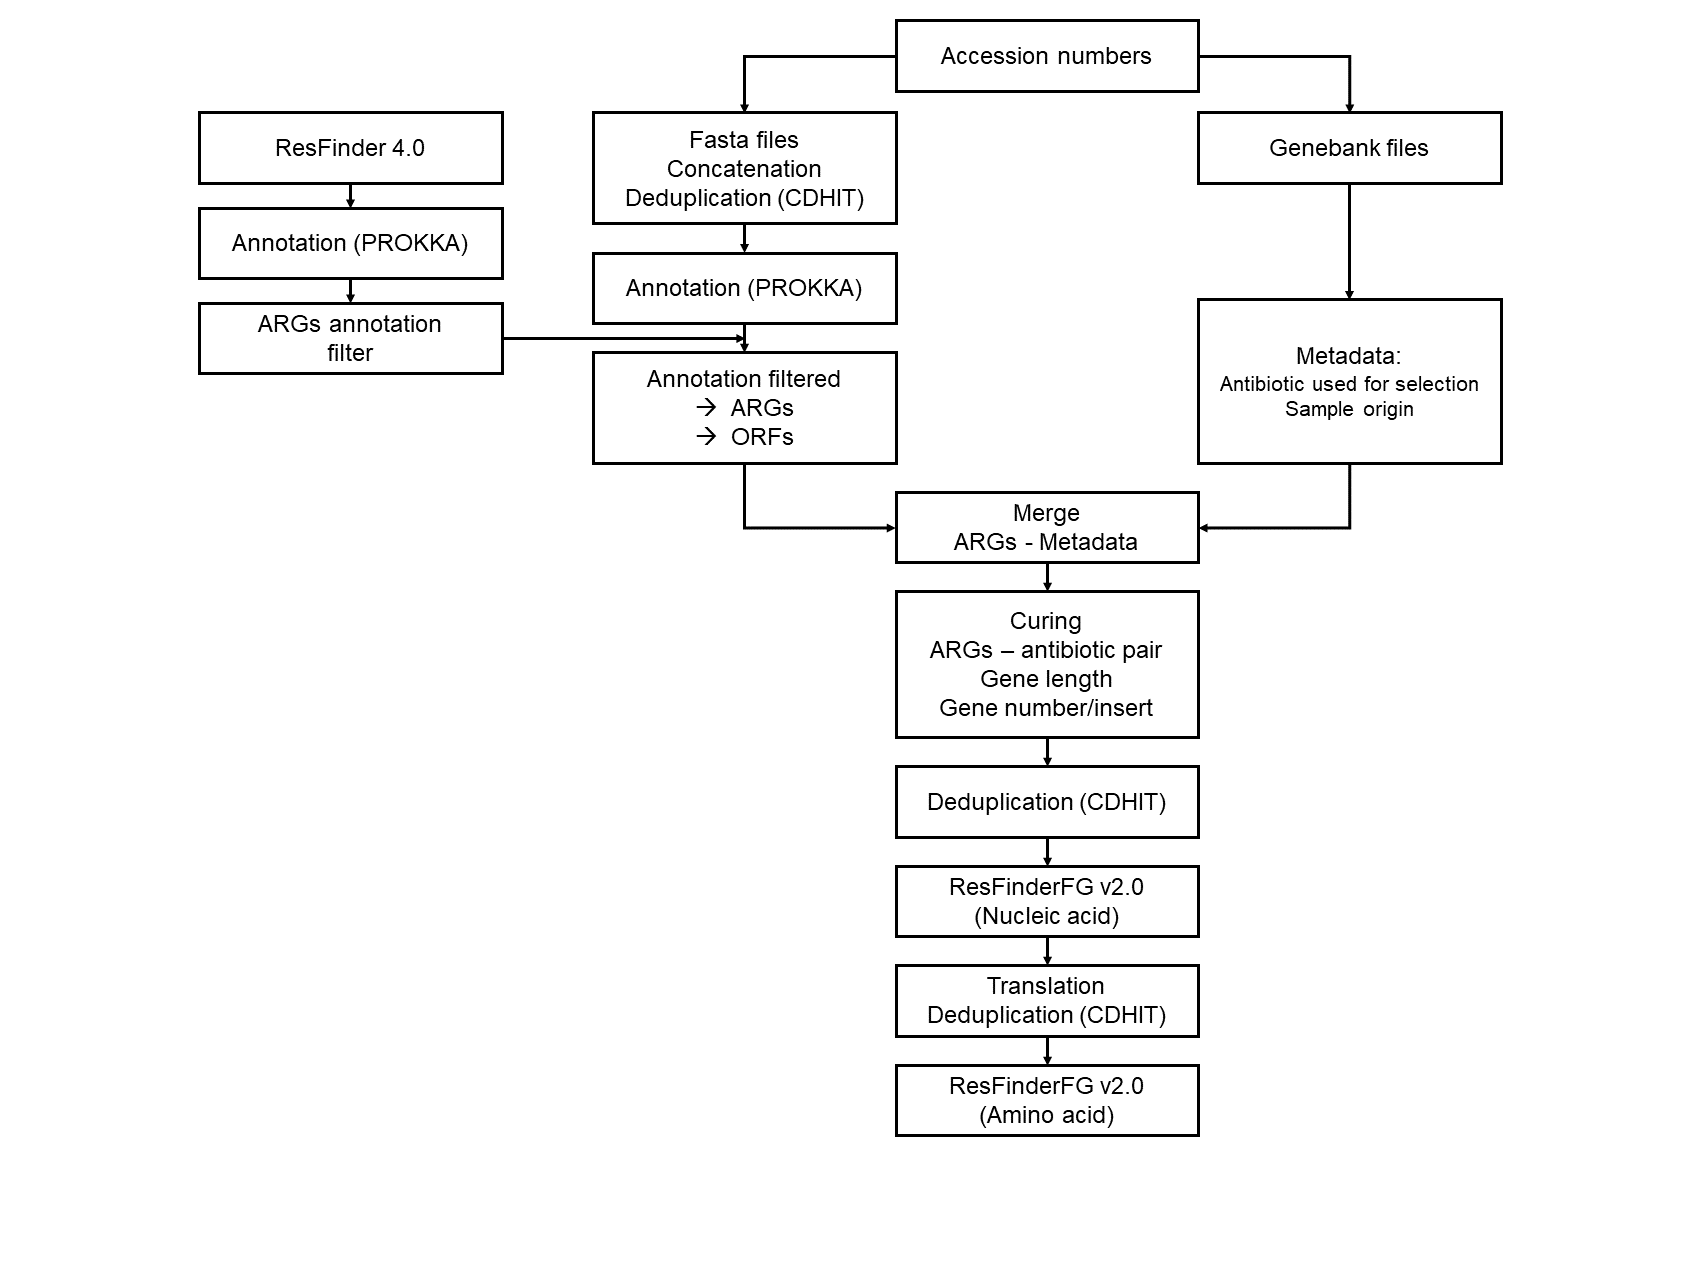 Accession numbers
ResFinder 4.0
Fasta files
Concatenation
Deduplication (CDHIT)
Genebank files
Annotation (PROKKA)
Annotation (PROKKA)
ARGs annotation
filter
Annotation filtered
→ ARGs
→ ORFs
Metadata:
Antibiotic used for selection
Sample origin
Merge
ARGs - Metadata
Curing
ARGs – antibiotic pair
Gene length
Gene number/insert
Deduplication (CDHIT)
ResFinderFG v2.0
(Nucleic acid)
Translation
Deduplication (CDHIT)
ResFinderFG v2.0
(Amino acid)